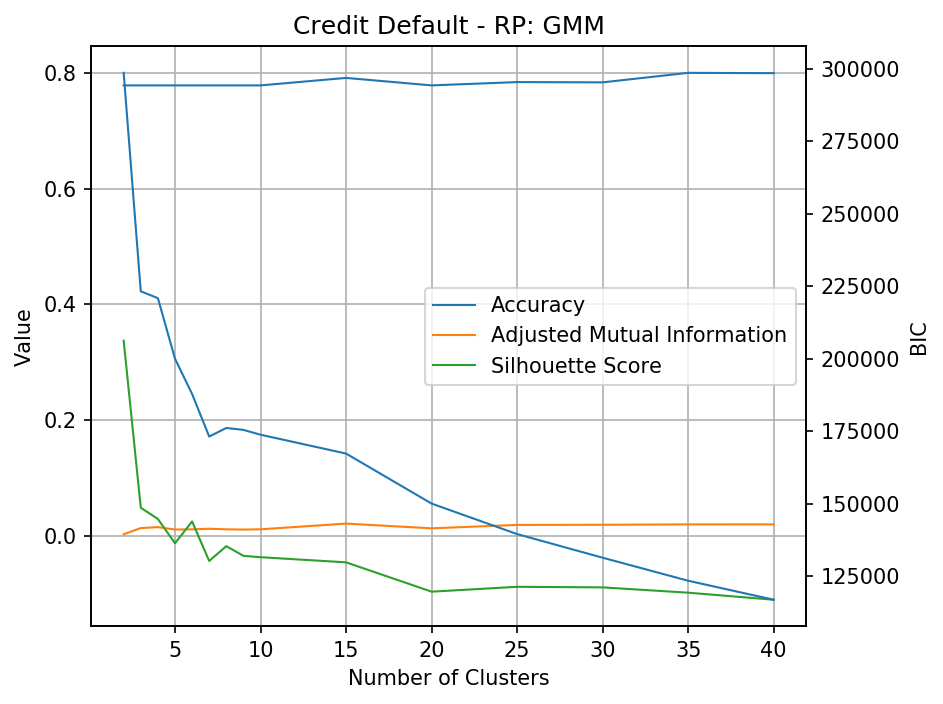 Credit Default - RP: GMM
0.8
0.6
0.4
0.2
0.0
Value
300000
275000
250000
225000
200000
175000
150000
125000
BIC
Accuracy
Adjusted Mutual Information
Silhouette Score
5 10 15 20 25 30 35 40
Number of Clusters